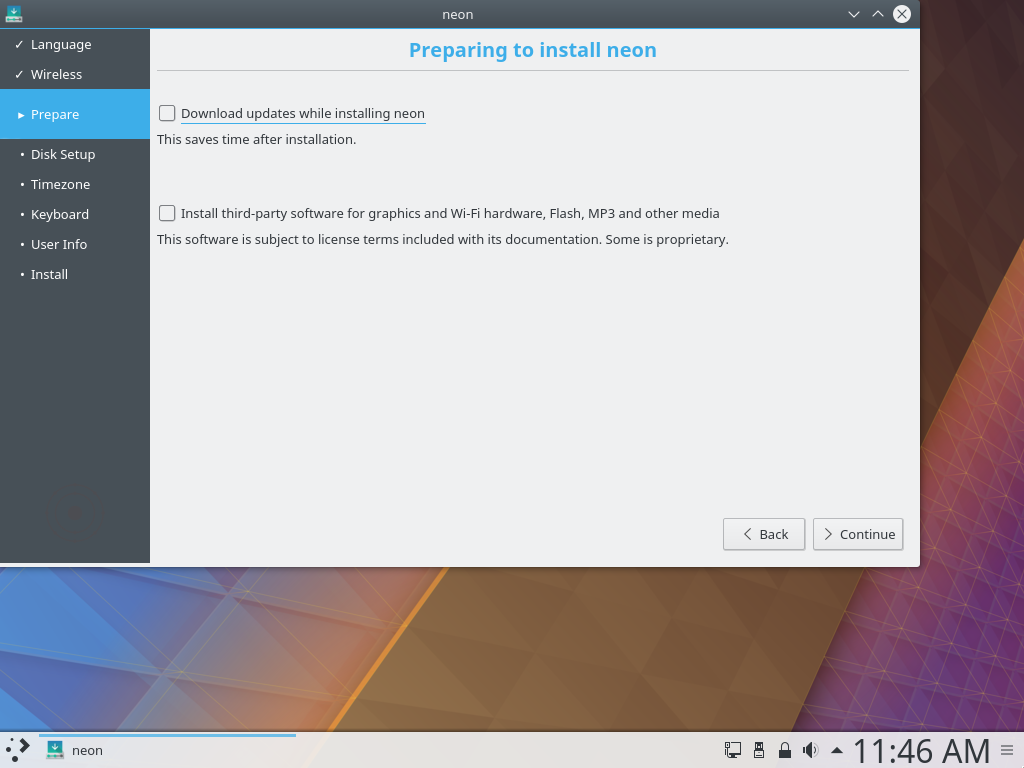 neon
Language
Wireless
Prepare
Disk Setup
Timezone
Keyboard
User Info
Install
Preparing to install neon
Download updates while installing neon
This saves time after installation.
Install third-party software for graphics and Wi-Fi hardware, Flash, MP3 and other media
This software is subject to license terms included with its documentation. Some is proprietary.
Back
Continue
neon
11:46 AM